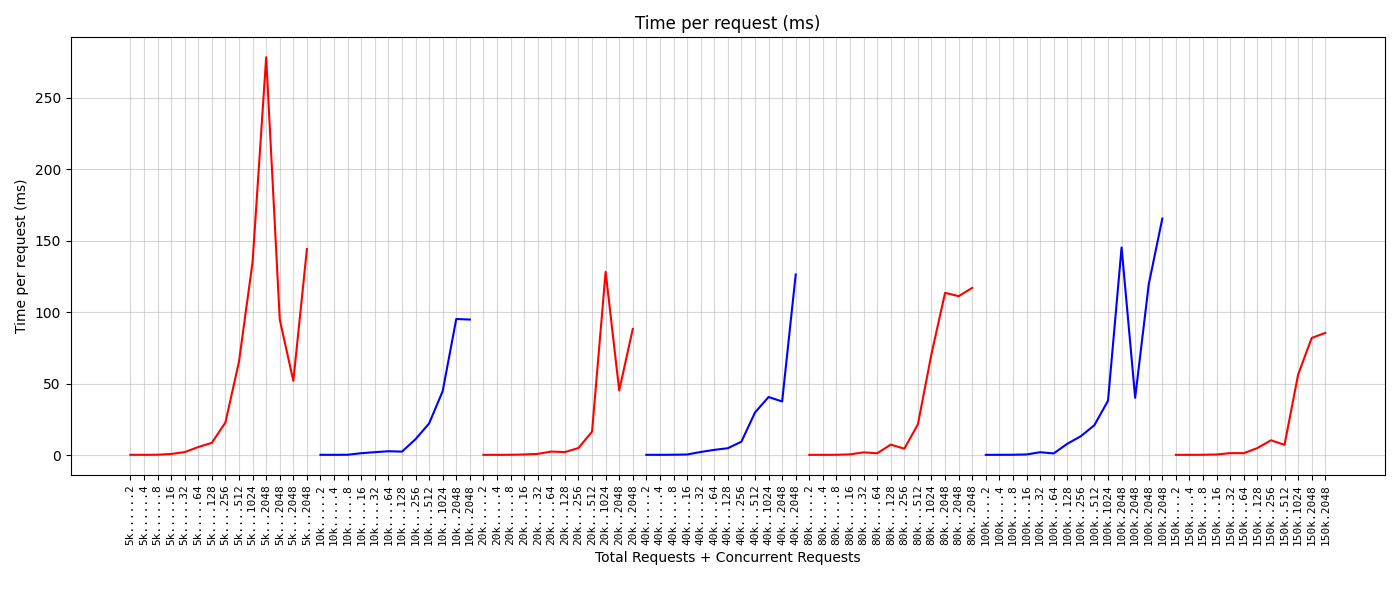 Time per request (ms)
Time per request (ms)
250
200
150
100
50
0
5k......2
5k......4
5k......8
5k.....16
5k.....32
5k.....64
5k....128
5k....256
5k....512
5k...1024
5k...2048
5k...2048
5k...2048
5k...2048
10k.....2
10k.....4
10k.....8
10k....16
10k....32
10k....64
10k...128
10k...256
10k...512
10k..1024
10k..2048
10k..2048
20k.....2
20k.....4
20k.....8
20k....16
20k....32
20k....64
20k...128
20k...256
20k...512
20k..1024
20k..2048
20k..2048
40k.....2
40k.....4
40k.....8
40k....16
40k....32
40k....64
40k...128
40k...256
40k...512
40k..1024
40k..2048
40k..2048
80k.....2
80k.....4
80k.....8
80k....16
80k....32
80k....64
80k...128
80k...256
80k...512
80k..1024
80k..2048
80k..2048
80k..2048
100k....2
100k....4
100k....8
100k...16
100k...32
100k...64
100k..128
100k..256
100k..512
100k.1024
100k.2048
100k.2048
100k.2048
100k.2048
150k....2
150k....4
150k....8
150k...16
150k...32
150k...64
150k..128
150k..256
150k..512
150k.1024
150k.2048
150k.2048
Total Requests + Concurrent Requests